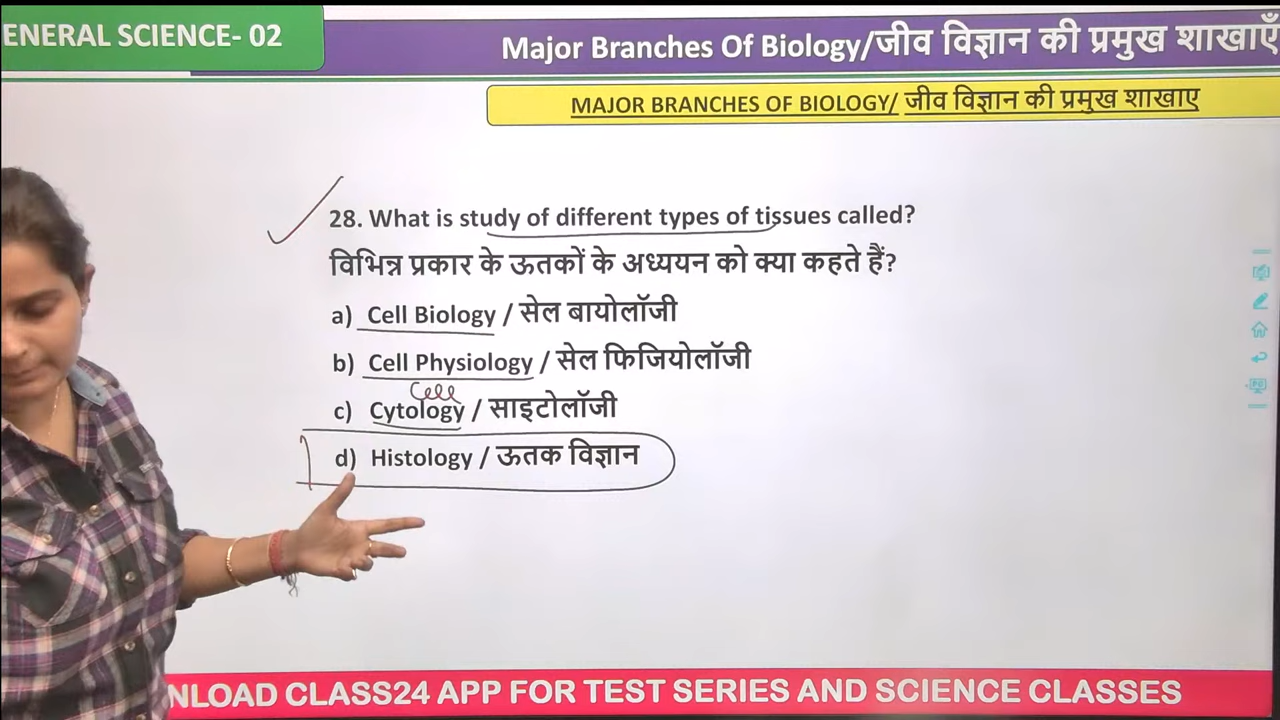 ENERAL SCIENCE- 02
Major Branches Of Biology/जीव विज्ञान की प्रमुख शाखाएँ
MAJOR BRANCHES OF BIOLOGY/ जीव विज्ञान की प्रमुख शाखाए
28. What is study of different types of tissues called?
विभिन्न प्रकार के ऊतकों के अध्ययन को क्या कहते हैं?
a) Cell Biology / सेल बायोलॉजी
b) Cell Physiology / सेल फिजियोलॉजी
Cell
c) Cytology / साइटोलॉजी
d) Histology / ऊतक विज्ञान
NLOAD CLASS24 APP FOR TEST SERIES AND SCIENCE CLASSES